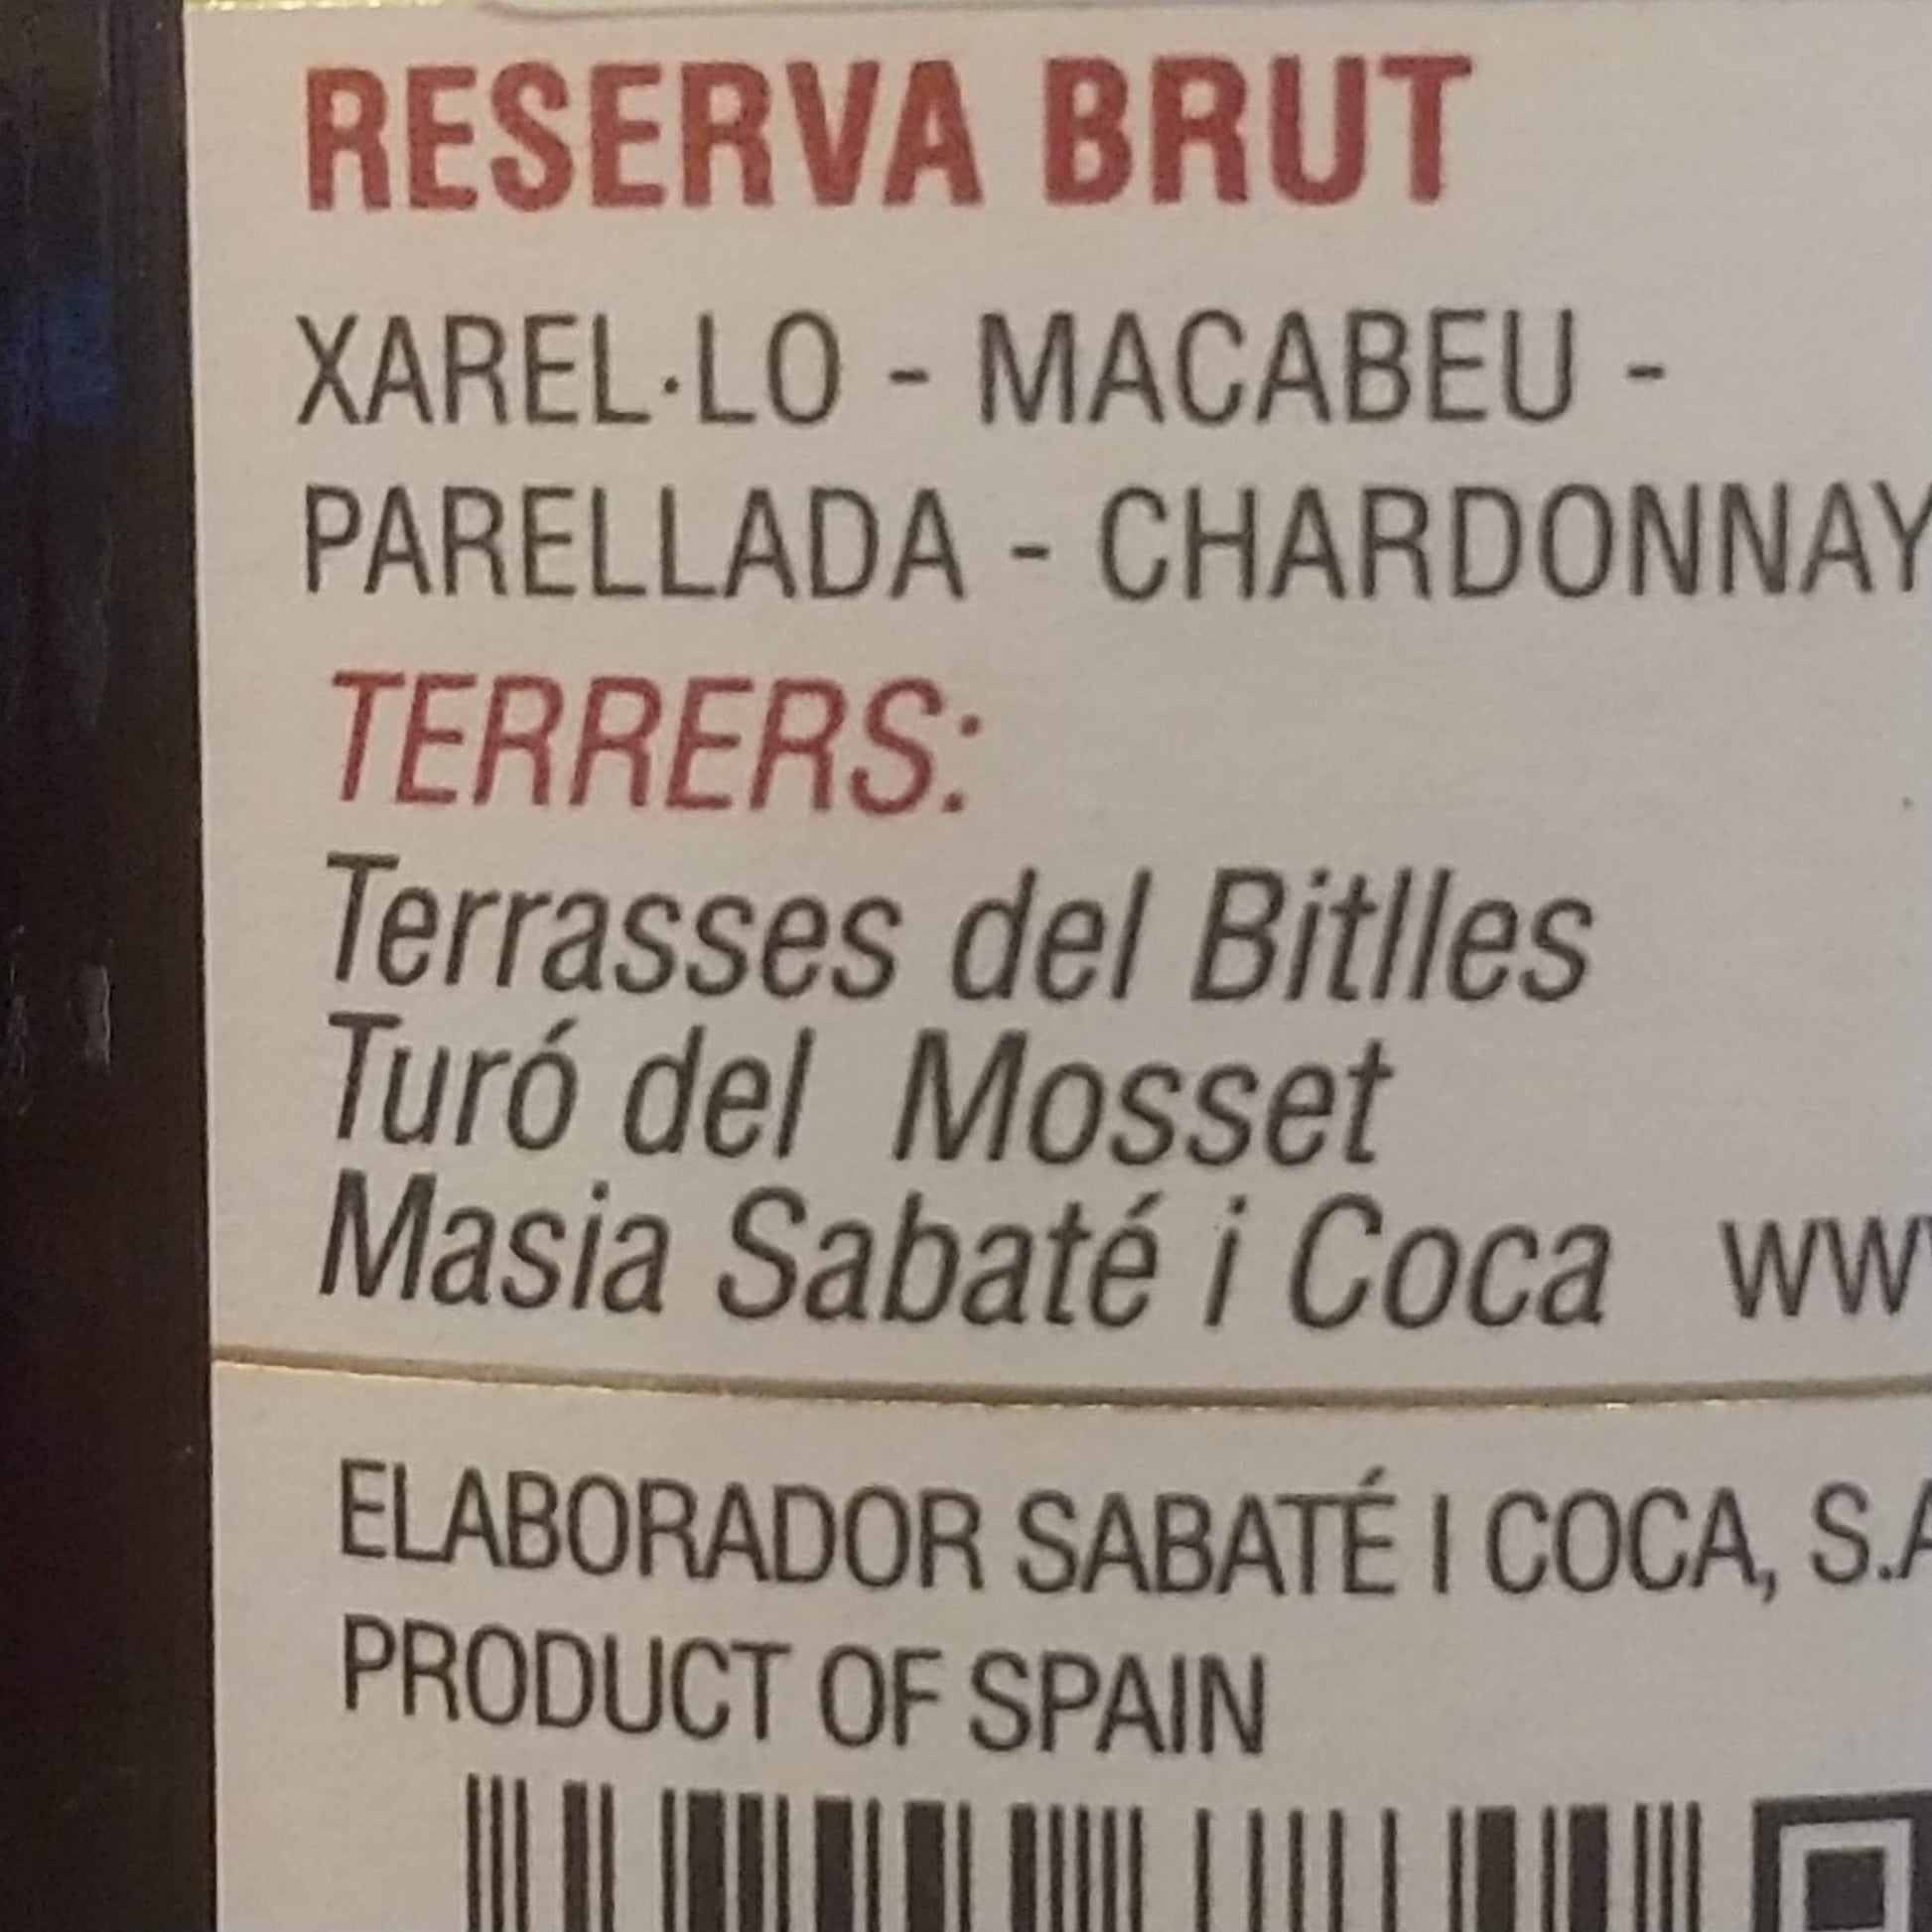 RESERVA BRUT
XAREL·LO - MACABEU -
PARELLADA - CHARDONNAY
TERRERS:
Terrasses del Bitlles
Turó del Mosset
Masia Sabaté i Coca
ELABORADOR SABATÉ I COCA,
PRODUCT OF SPAIN